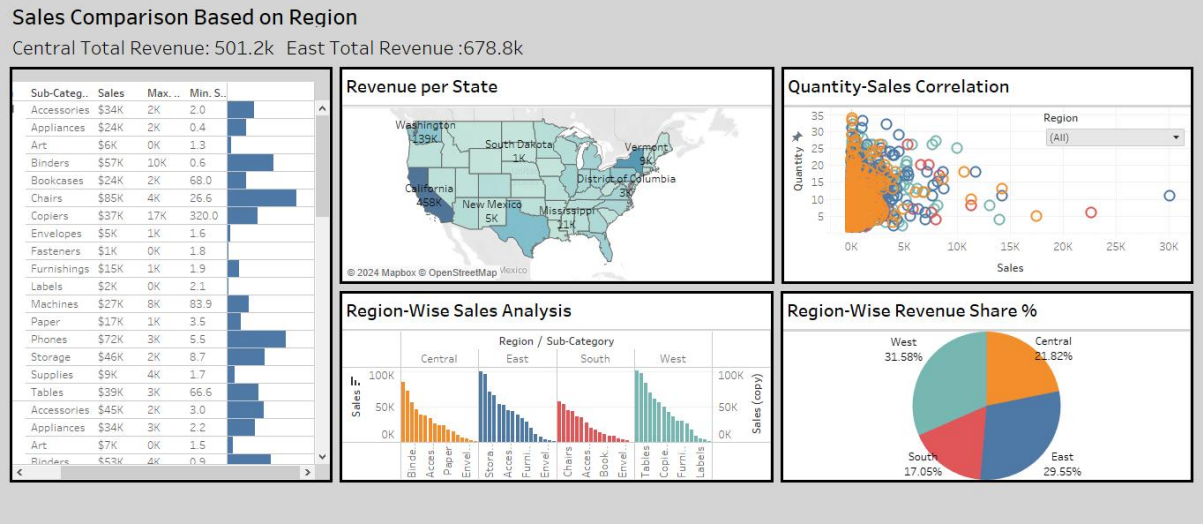 Sales Comparison Based on Region
Central Total Revenue: 501.2k East Total Revenue :678.8k
Sub-Categ.. Sales Max. .. Min. S..
Accessories $34K 2K 2.0
Appliances $24K 2K 0.4
Art $6K 0K 1.3
Binders $57K 10K 0.6
Bookcases $24K 2K 68.0
Chairs $85K 4K 26.6
Copiers $37K 17K 320.0
Envelopes $5K 1K 1.6
Fasteners $1K 0K 1.8
Furnishings $15K 1K 1.9
Labels $2K 0K 2.1
Machines $27K 8K 83.9
Paper $17K 1K 3.5
Phones $72K 3K 5.5
Storage $46K 2K 8.7
Supplies $9K 4K 1.7
Tables $39K 3K 66.6
Accessories $45K 2K 3.0
Appliances $34K 3K 2.2
Art $7K 0K 1.5
Binders $53K 4K 0.9
Revenue per State
Washington
139K
South Dakota
1K
Vermont
9K
District of Columbia
3K
California
458K
New Mexico
5K
Mississippi
11K
© 2024 Mapbox © OpenStreetMap
Mexico
Quantity-Sales Correlation
Region
(All)
Quantity
35
30
25
20
15
10
5
0K 5K 10K 15K 20K 25K 30K
Sales
Region-Wise Sales Analysis
Region / Sub-Category
Central East South West
Sales
100K
50K
0K
100K
50K
0K
Sales (copy)
Binde..
Acces..
Paper
Envel..
Stora..
Acces..
Furni..
Envel..
Chairs
Acces..
Book..
Envel..
Tables
Copie..
Furni..
Labels
Region-Wise Revenue Share %
West
31.58%
Central
21.82%
South
17.05%
East
29.55%